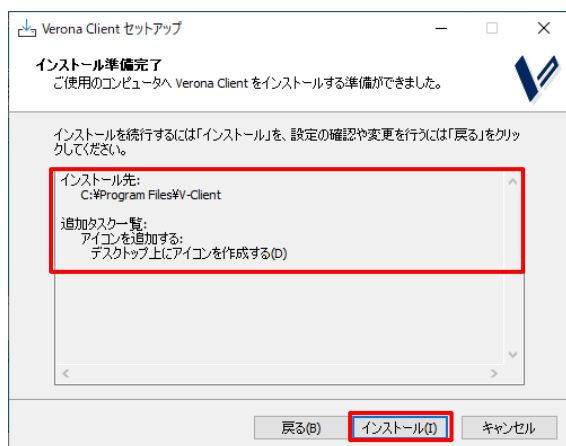 Verona Client セットアップ
インストール準備完了
ご使用のコンピュータへ Verona Client をインストールする準備ができました。
インストールを続行するには「インストール」を、設定の確認や変更を行うには「戻る」をクリッ
クしてください。
インストール先:
C:¥Program Files¥V-Client
追加タスク一覧:
アイコンを追加する:
デスクトップ上にアイコンを作成する(D)
戻る(B)
インストール(I)
キャンセル